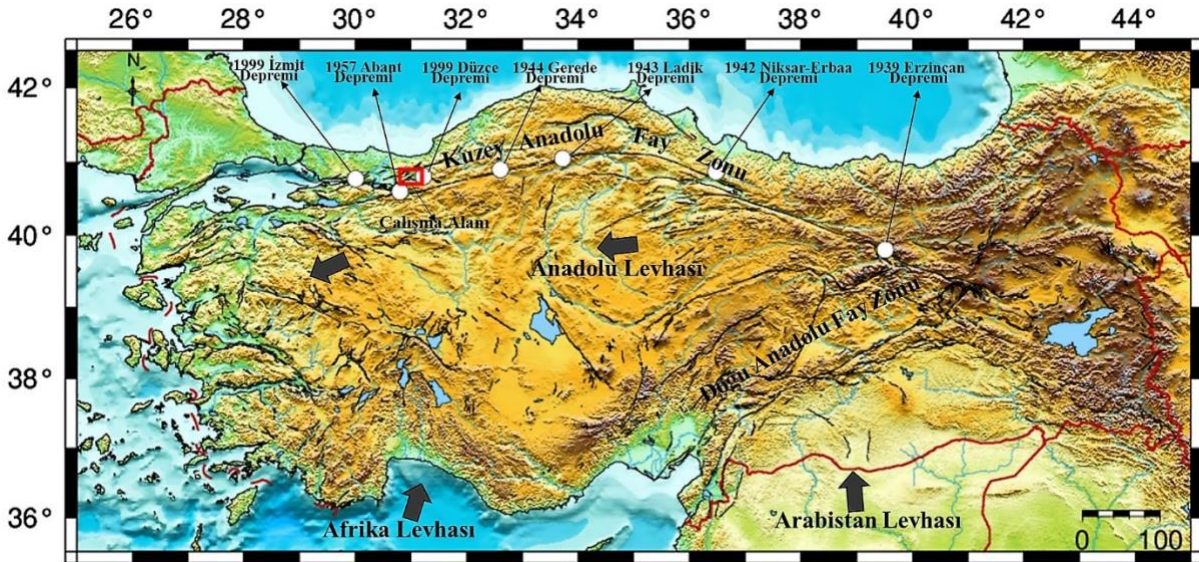 26° 28° 30° 32° 34° 36° 38° 40° 42° 44°
N
1999 İzmit
Depremi
1957 Abant
Depremi
1999 Düzce
Depremi
1944 Gerede
Depremi
1943 Ladik
Depremi
1942 Niksar-Erbaa
Depremi
1939 Erzincan
Depremi
42°
40°
38°
36°
Kuzey Anadolu Fay Zonu
Çalışma Alanı
Anadolu Levhası
Doğu Anadolu Fay Zonu
Afrika Levhası
Arabistan Levhası
0 100